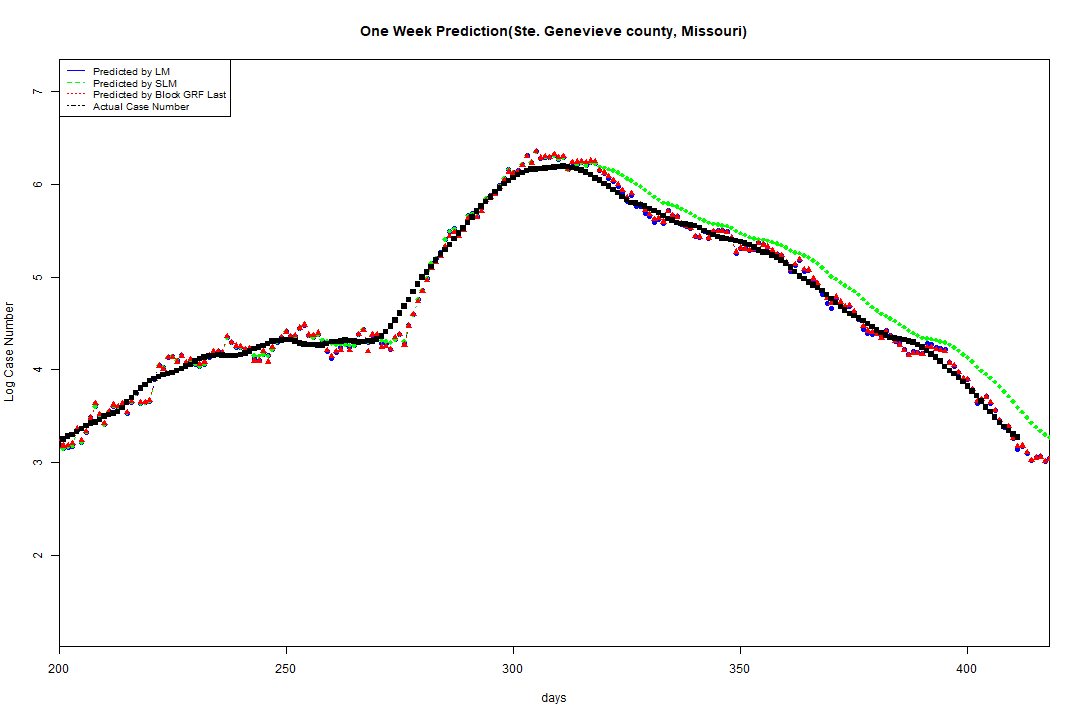 One Week Prediction(Ste. Genevieve county, Missouri)
Predicted by LM
Predicted by SLM
Predicted by Block GRF Last
Actual Case Number
7
6
5
4
3
2
Log Case Number
200 250 300 350 400
days